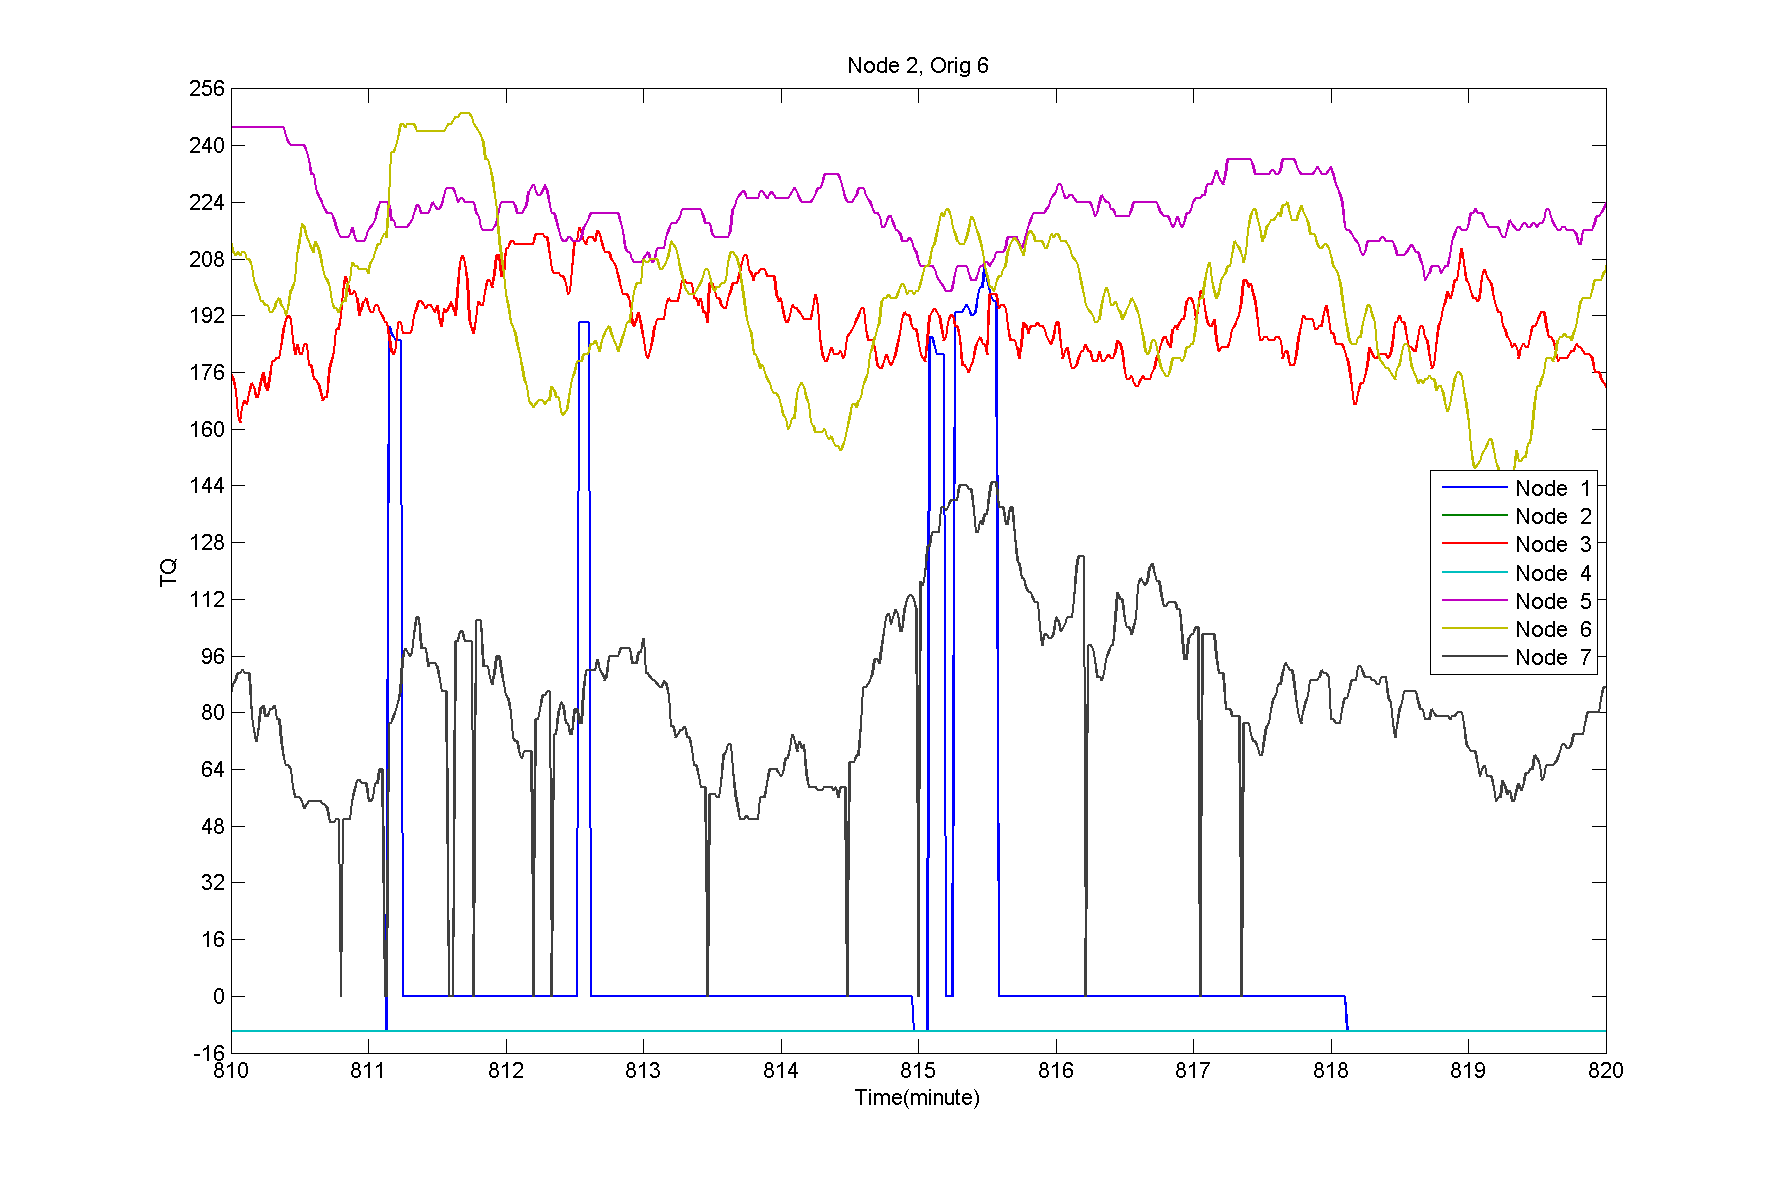 Node 2, Orig 6
256
240
224
208
192
176
160
144
128
112
96
80
64
48
32
16
0
-16
TQ
Node 1
Node 2
Node 3
Node 4
Node 5
Node 6
Node 7
810 811 812 813 814 815 816 817 818 819 820
Time(minute)